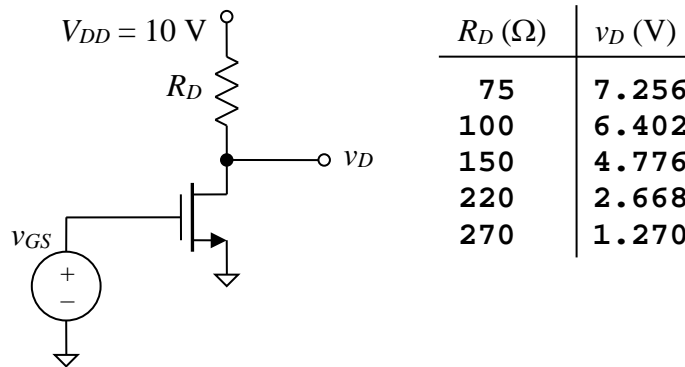 V_DD = 10 V
R_D
v_D
v_GS
+
–
R_D (Ω) v_D (V)
75 7.256
100 6.402
150 4.776
220 2.668
270 1.270